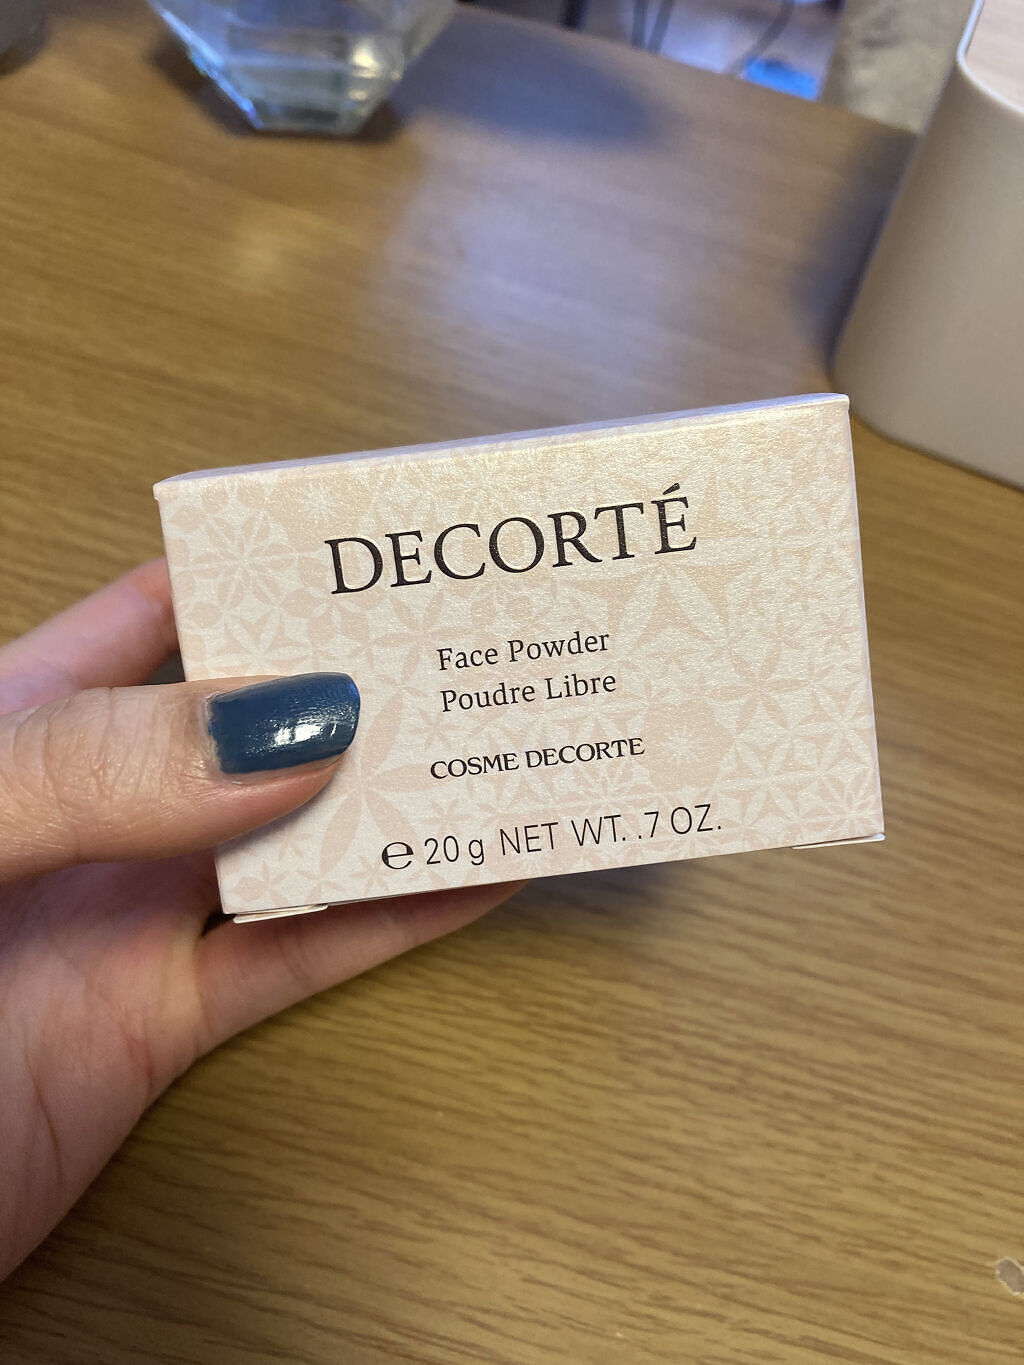 DECORTÉ
Face Powder
Poudre Libre
COSME DECORTE
℮ 20 g NET WT. .7 OZ.